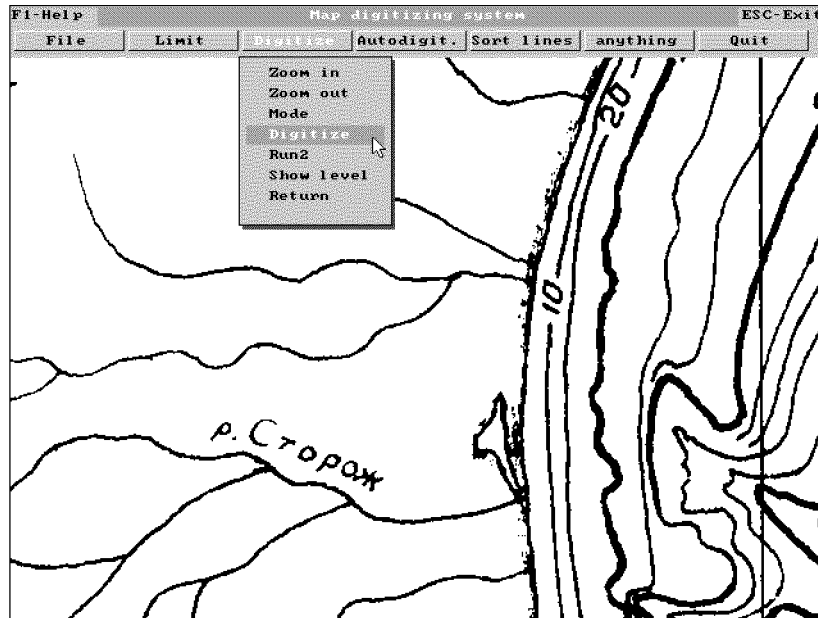 F1-Help Map digitizing system ESC-Exit
File Limit Digitize Autodigit. Sort lines anything Quit
Zoom in
Zoom out
Mode
Digitize
Run2
Show level
Return
20
10
р. Сторож